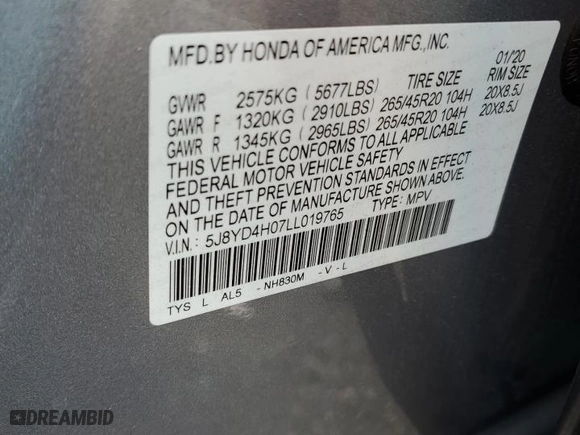 MFD.BY HONDA OF AMERICA MFG.,INC.
01/'20
GVWR 2575KG ( 5677LBS) TIRE SIZE RIM SIZE
GAWR F 1320KG ( 2910LBS) 265/45R20 104H 20X8.5J
GAWR R 1345KG ( 2965LBS) 265/45R20 104H 20X8.5J
THIS VEHICLE CONFORMS TO ALL APPLICABLE
FEDERAL MOTOR VEHICLE SAFETY
AND THEFT PREVENTION STANDARDS IN EFFECT
ON THE DATE OF MANUFACTURE SHOWN ABOVE.
V.I.N.: 5J8YD4H07LL019765 TYPE: MPV
TYS L AL5 - NH830M - V - L
DREAMBID